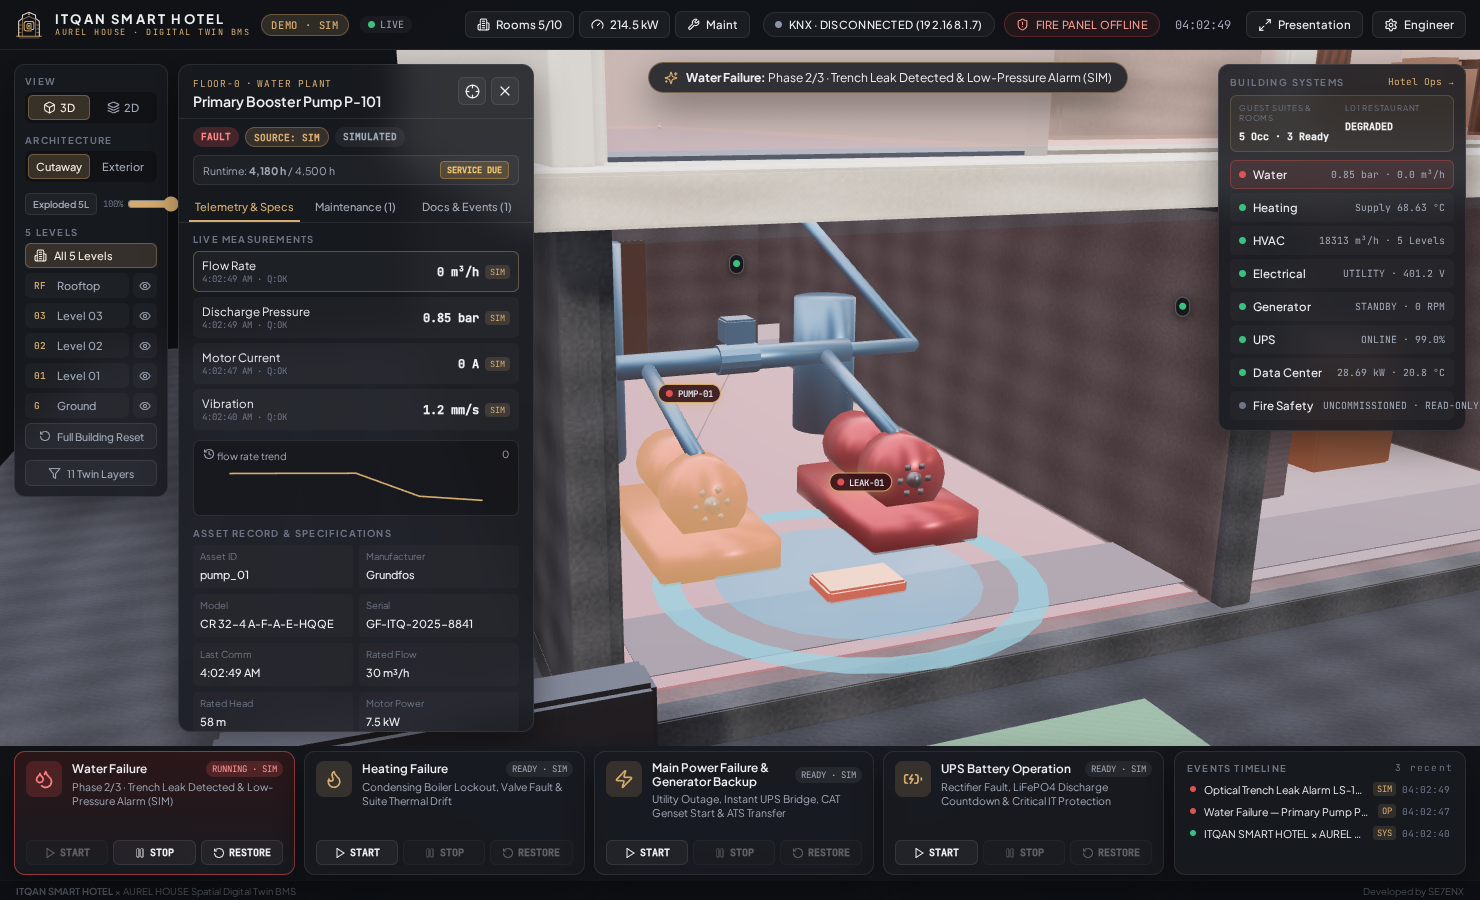 ITQAN SMART HOTEL
AUREL HOUSE · DIGITAL TWIN BMS
DEMO · SIM
LIVE
Rooms 5/10
214.5 kW
Maint
KNX · DISCONNECTED (192.168.1.7)
FIRE PANEL OFFLINE
04:02:49
Presentation
Engineer
VIEW
3D
2D
ARCHITECTURE
Cutaway
Exterior
Exploded 5L
100%
5 LEVELS
All 5 Levels
RF Rooftop
03 Level 03
02 Level 02
01 Level 01
G Ground
Full Building Reset
11 Twin Layers
FLOOR-0 · WATER PLANT
Primary Booster Pump P-101
FAULT
SOURCE: SIM
SIMULATED
Runtime: 4,180 h / 4,500 h
SERVICE DUE
Telemetry & Specs
Maintenance (1)
Docs & Events (1)
LIVE MEASUREMENTS
Flow Rate
4:02:49 AM · Q:OK
0 m³/h SIM
Discharge Pressure
4:02:49 AM · Q:OK
0.85 bar SIM
Motor Current
4:02:47 AM · Q:OK
0 A SIM
Vibration
4:02:40 AM · Q:OK
1.2 mm/s SIM
flow rate trend
0
ASSET RECORD & SPECIFICATIONS
Asset ID
pump_01
Manufacturer
Grundfos
Model
CR 32-4 A-F-A-E-HQQE
Serial
GF-ITQ-2025-8841
Last Comm
4:02:49 AM
Rated Flow
30 m³/h
Rated Head
58 m
Motor Power
7.5 kW
Water Failure: Phase 2/3 · Trench Leak Detected & Low-Pressure Alarm (SIM)
PUMP-01
LEAK-01
BUILDING SYSTEMS
Hotel Ops →
GUEST SUITES &
ROOMS
5 Occ · 3 Ready
L01 RESTAURANT
DEGRADED
Water 0.85 bar · 0.0 m³/h
Heating Supply 68.63 °C
HVAC 18313 m³/h · 5 Levels
Electrical UTILITY · 401.2 V
Generator STANDBY · 0 RPM
UPS ONLINE · 99.0%
Data Center 28.69 kW · 20.8 °C
Fire Safety UNCOMMISSIONED · READ-ONLY
Water Failure
RUNNING · SIM
Phase 2/3 · Trench Leak Detected & Low-
Pressure Alarm (SIM)
START
STOP
RESTORE
Heating Failure
READY · SIM
Condensing Boiler Lockout, Valve Fault &
Suite Thermal Drift
START
STOP
RESTORE
Main Power Failure &
Generator Backup
READY · SIM
Utility Outage, Instant UPS Bridge, CAT
Genset Start & ATS Transfer
START
STOP
RESTORE
UPS Battery Operation
READY · SIM
Rectifier Fault, LiFePO4 Discharge
Countdown & Critical IT Protection
START
STOP
RESTORE
EVENTS TIMELINE
3 recent
Optical Trench Leak Alarm LS-1... SIM 04:02:49
Water Failure — Primary Pump P... OP 04:02:47
ITQAN SMART HOTEL × AUREL ... SYS 04:02:40
ITQAN SMART HOTEL × AUREL HOUSE Spatial Digital Twin BMS
Developed by SE7ENX